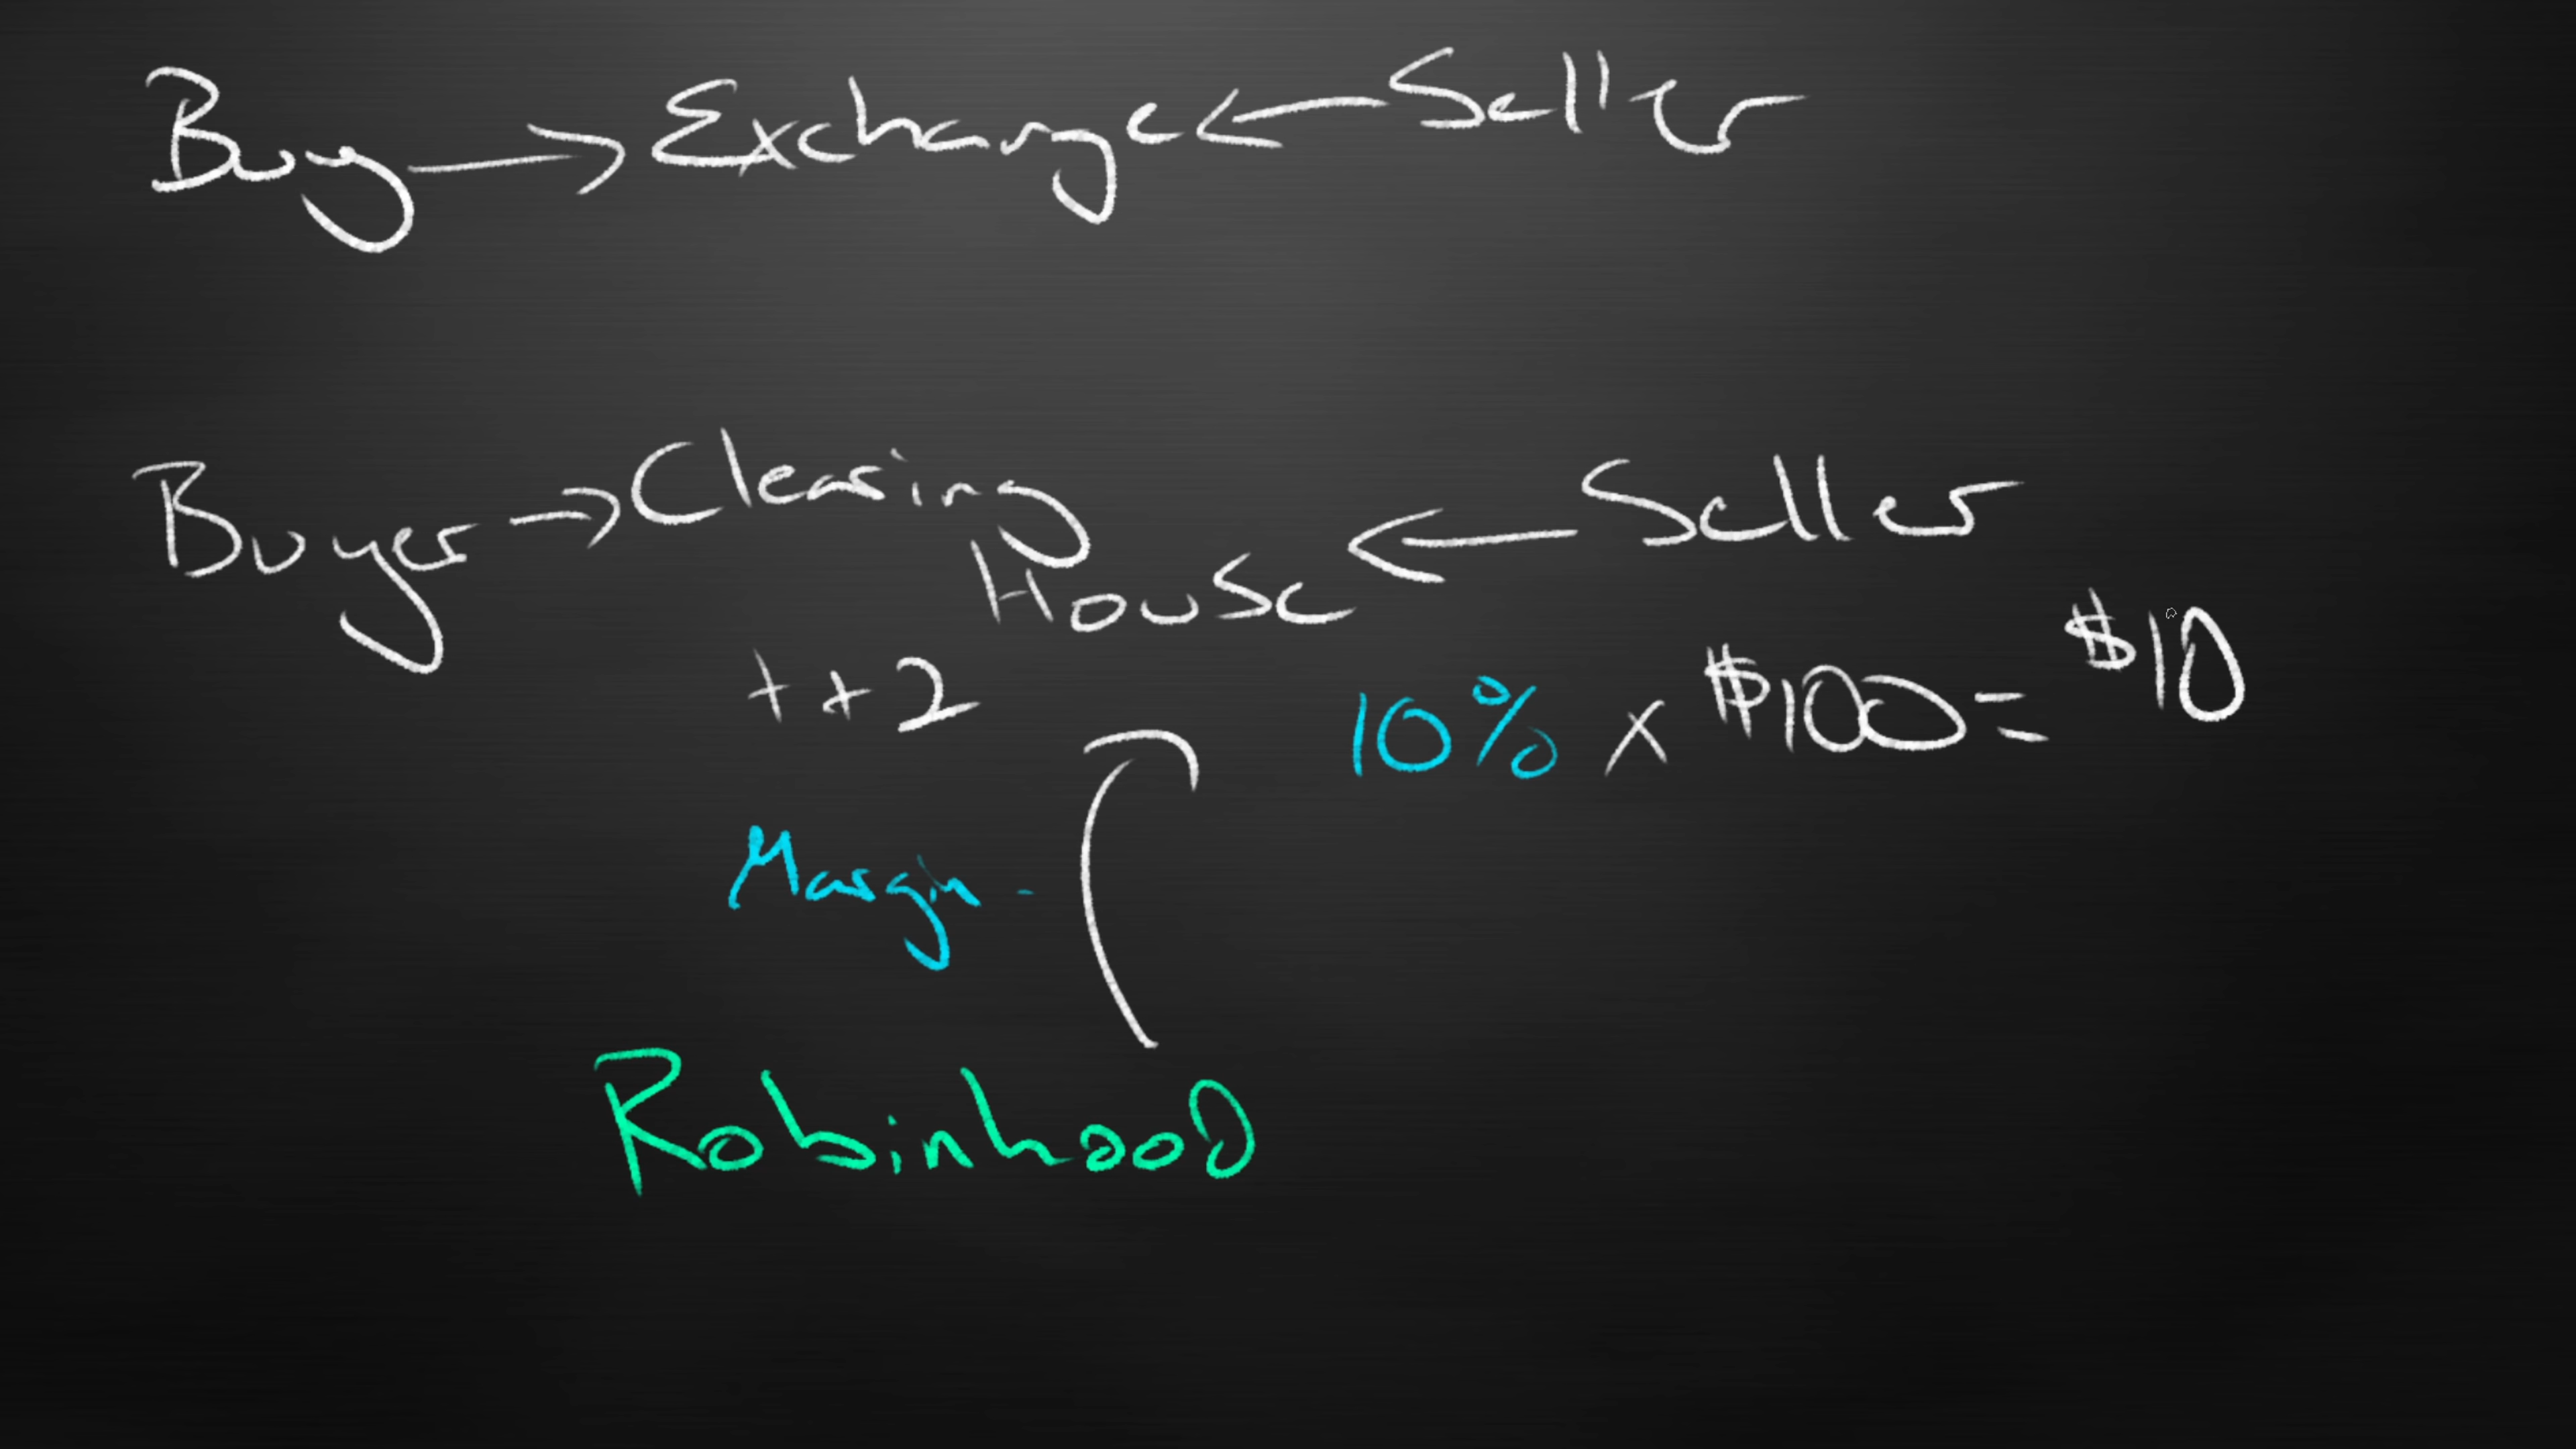 Buy → Exchange ← Seller
Buyer → Clearing House ← Seller
t+2
10% x $100 = $10
Margin -
Robinhood